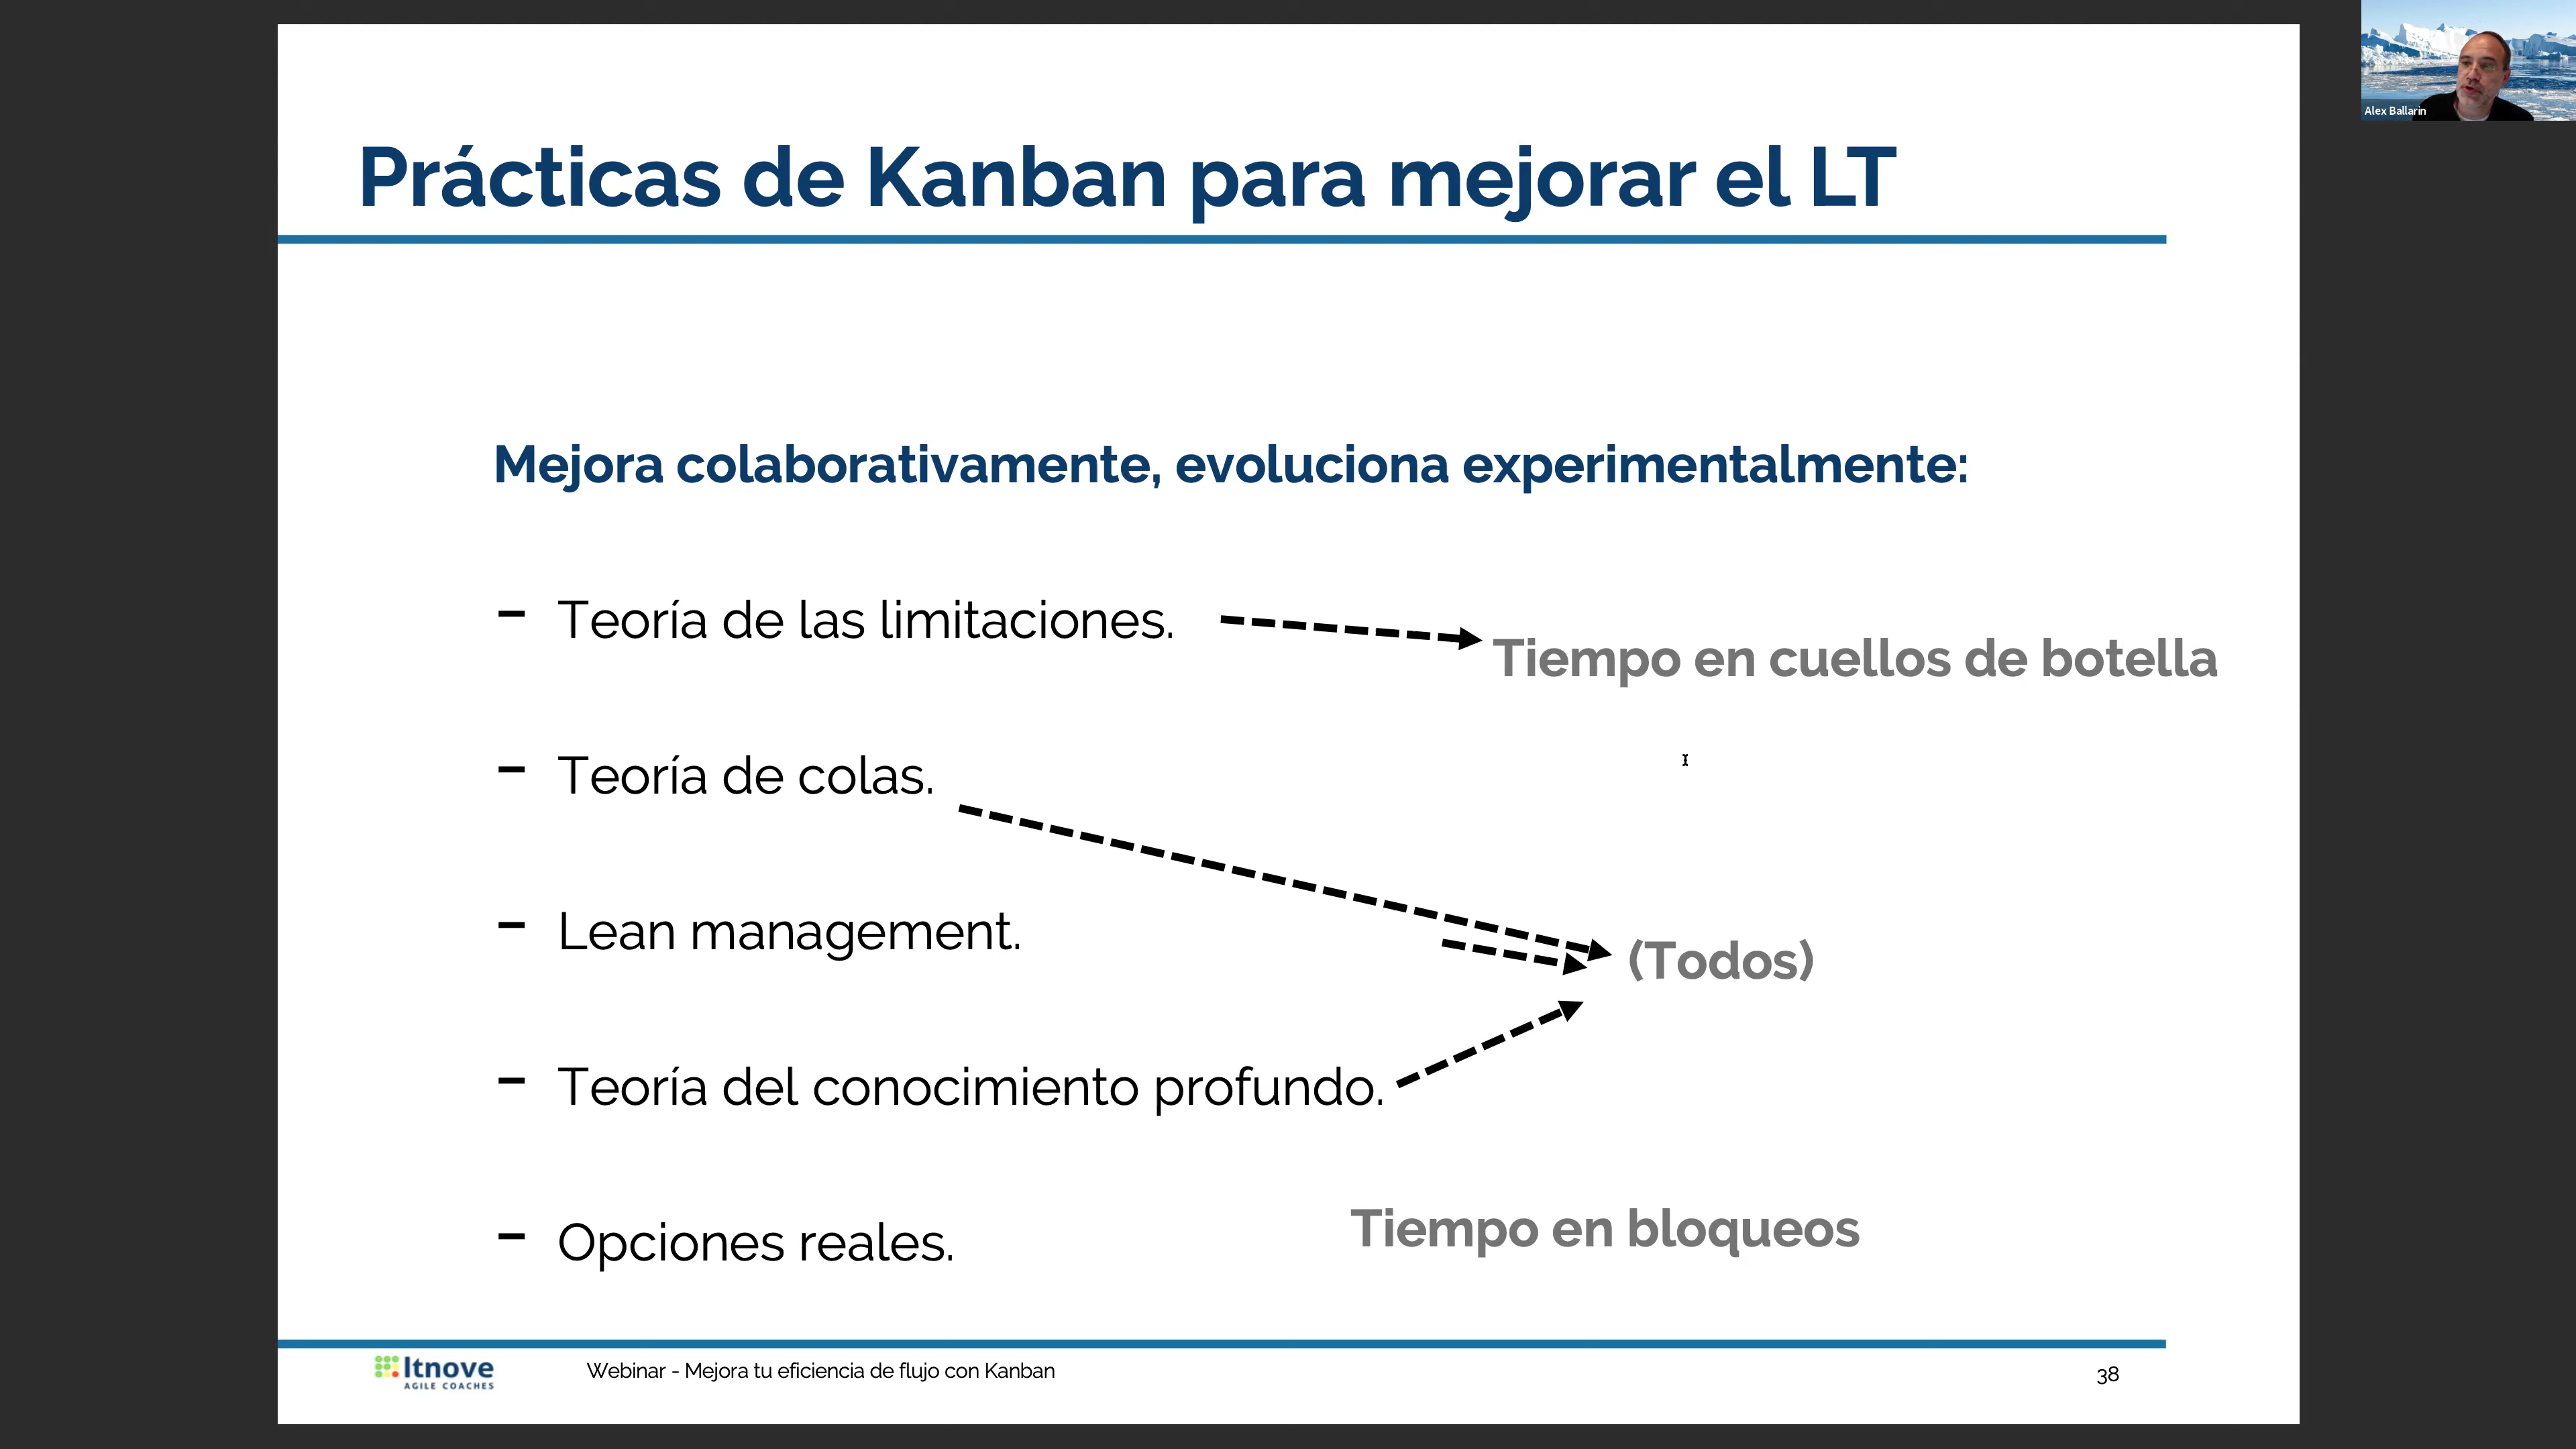 Alex Ballarin
Prácticas de Kanban para mejorar el LT
Mejora colaborativamente, evoluciona experimentalmente:
- Teoría de las limitaciones.
Tiempo en cuellos de botella
- Teoría de colas.
- Lean management.
(Todos)
- Teoría del conocimiento profundo.
- Opciones reales.
Tiempo en bloqueos
Itnove
AGILE COACHES
Webinar - Mejora tu eficiencia de flujo con Kanban
38